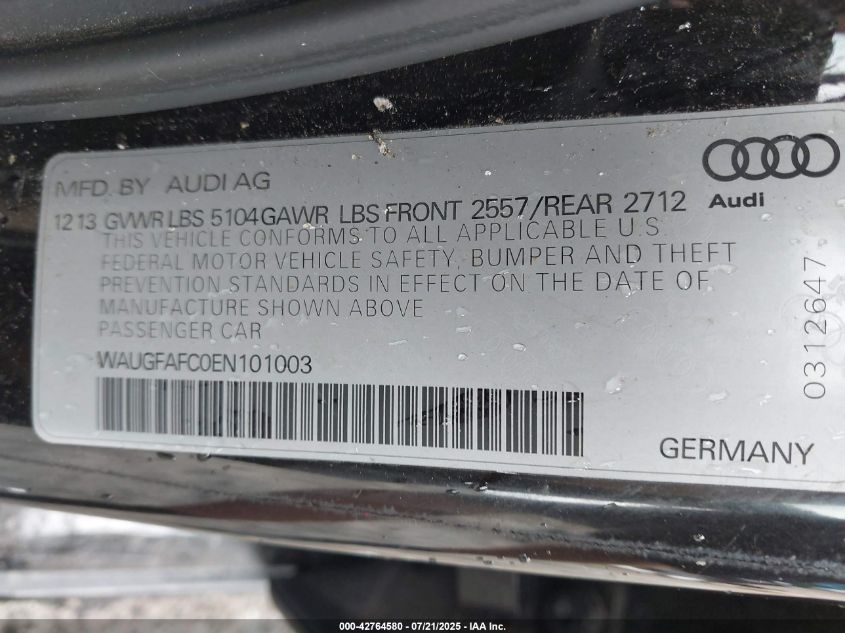 MFD. BY AUDI AG
Audi
12 13 GVWR LBS 5104 GAWR LBS FRONT 2557/REAR 2712
THIS VEHICLE CONFORMS TO ALL APPLICABLE U.S.
FEDERAL MOTOR VEHICLE SAFETY, BUMPER AND THEFT
PREVENTION STANDARDS IN EFFECT ON THE DATE OF
MANUFACTURE SHOWN ABOVE
PASSENGER CAR
WAUGFAFC0EN101003
0312647
GERMANY
000-42764580 - 07/21/2025 - IAA Inc.